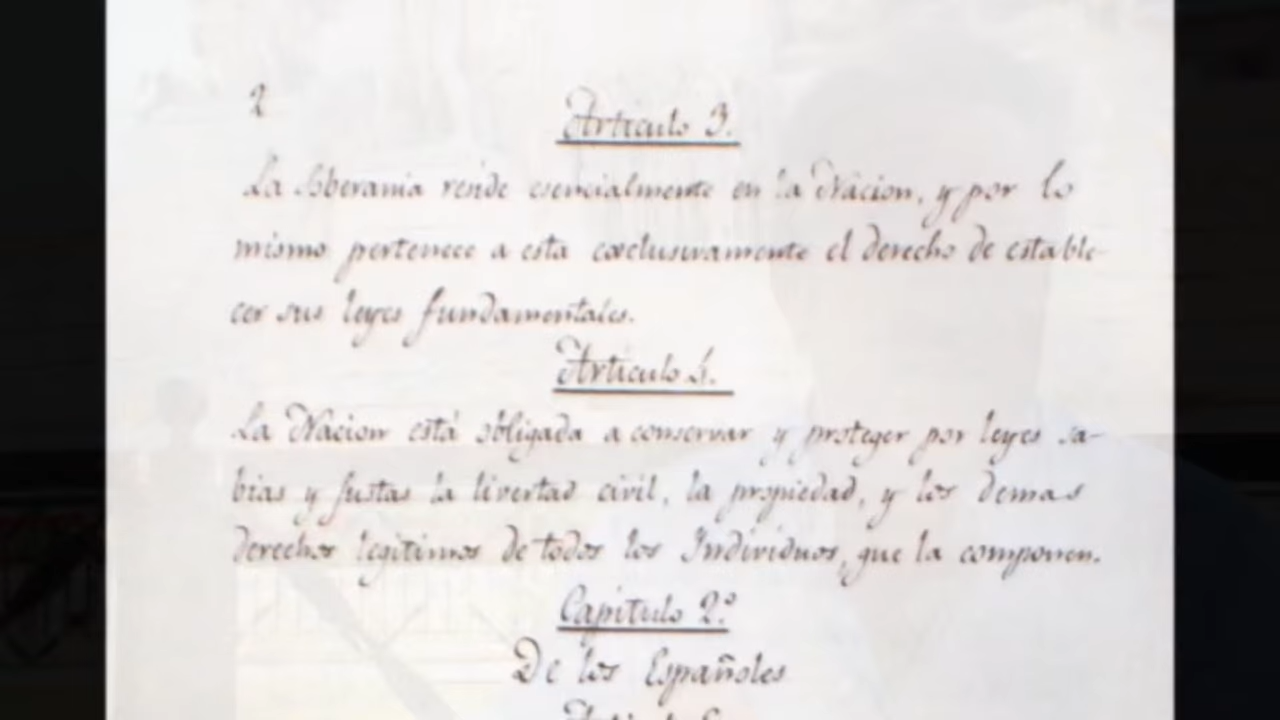 2
Articulo 3.
La Soberania reside esencialmente en la Nacion, y por lo
mismo pertenece a esta exclusivamente el derecho de estable-
cer sus leyes fundamentales.
Articulo 4.
La Nacion está obligada a conservar y proteger por leyes sa-
bias y justas la livertad civil, la propiedad, y los demas
derechos legitimos de todos los Individuos, que la componen.
Capitulo 2.º
De los Españoles